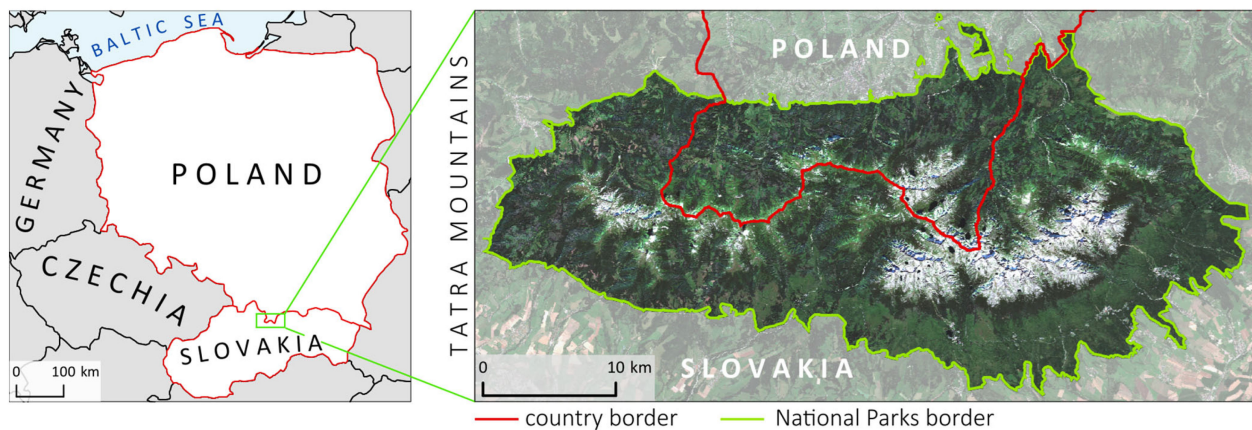 BALTIC SEA
GERMANY
POLAND
CZECHIA
SLOVAKIA
0 100 km
TATRA MOUNTAINS
POLAND
SLOVAKIA
0 10 km
country border
National Parks border